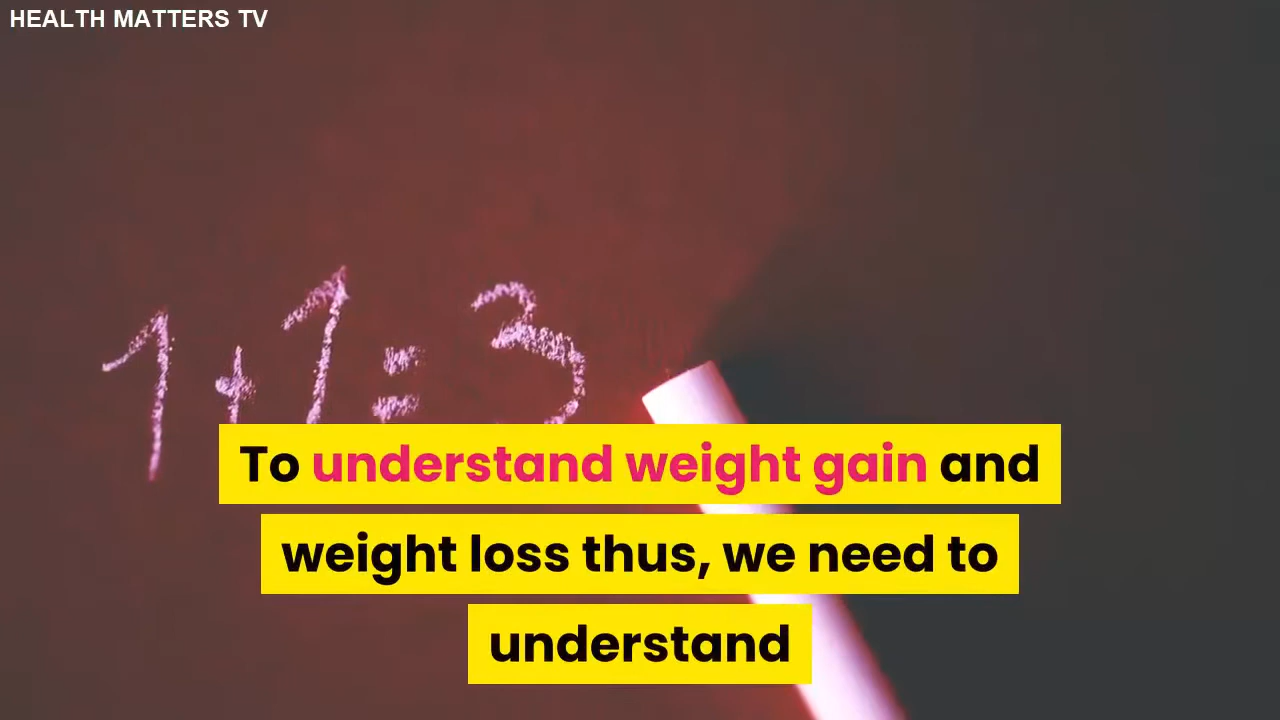 HEALTH MATTERS TV
1+1=3
To understand weight gain and
weight loss thus, we need to
understand